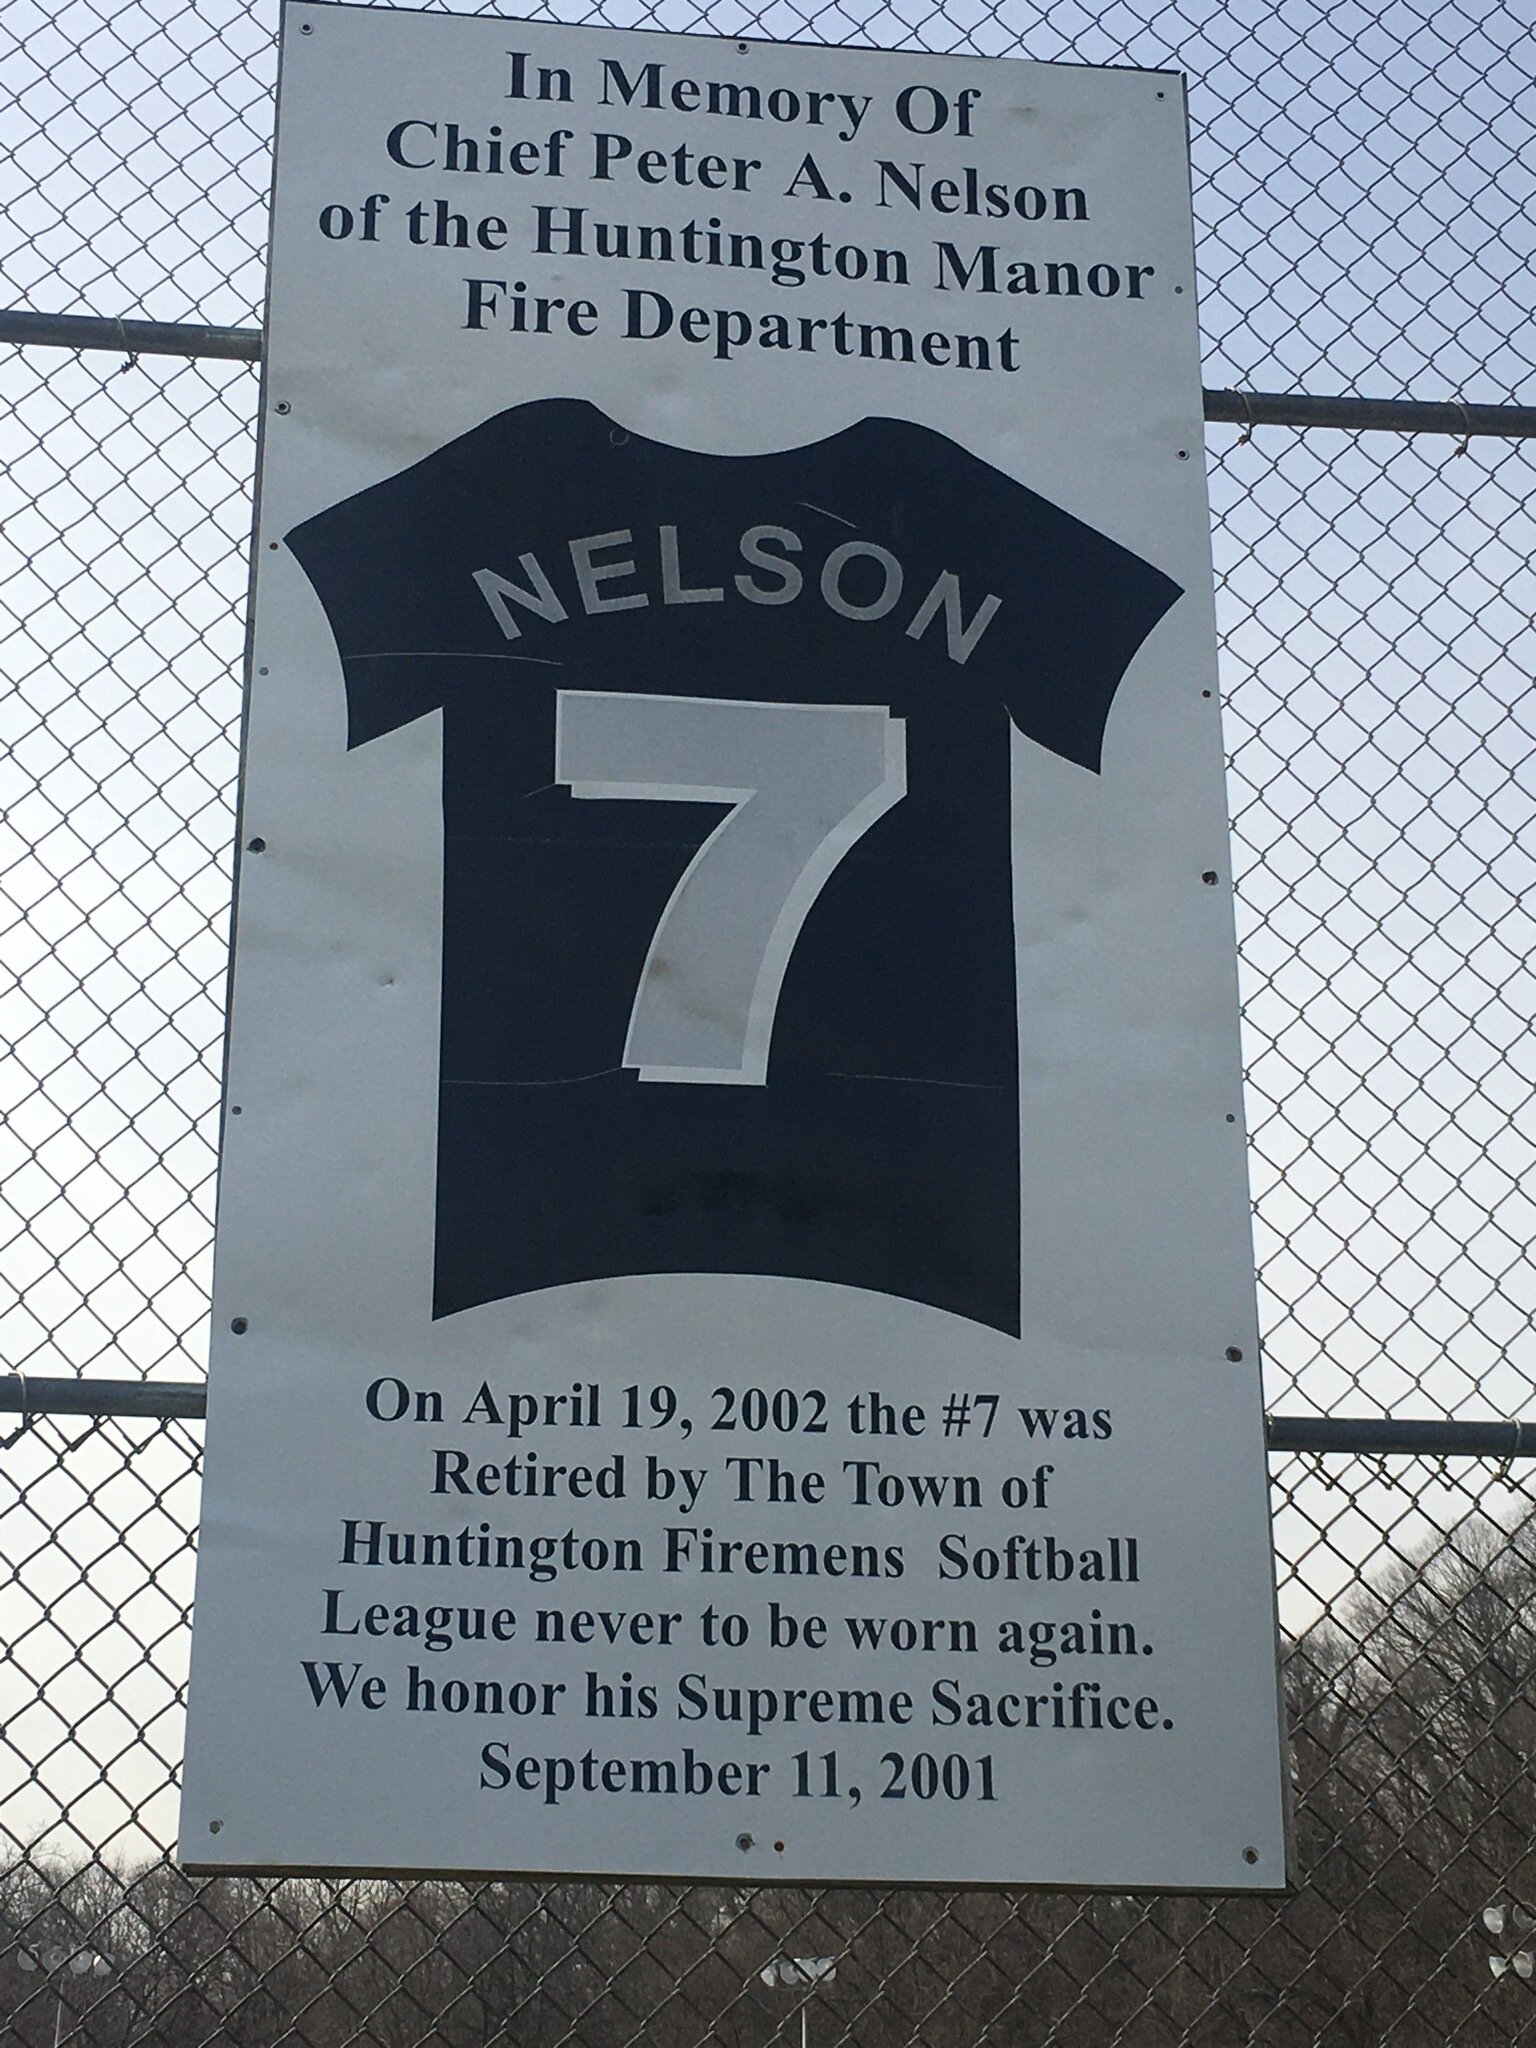 In Memory Of
Chief Peter A. Nelson
of the Huntington Manor
Fire Department
NELSON
7
On April 19, 2002 the #7 was
Retired by The Town of
Huntington Firemens Softball
League never to be worn again.
We honor his Supreme Sacrifice.
September 11, 2001